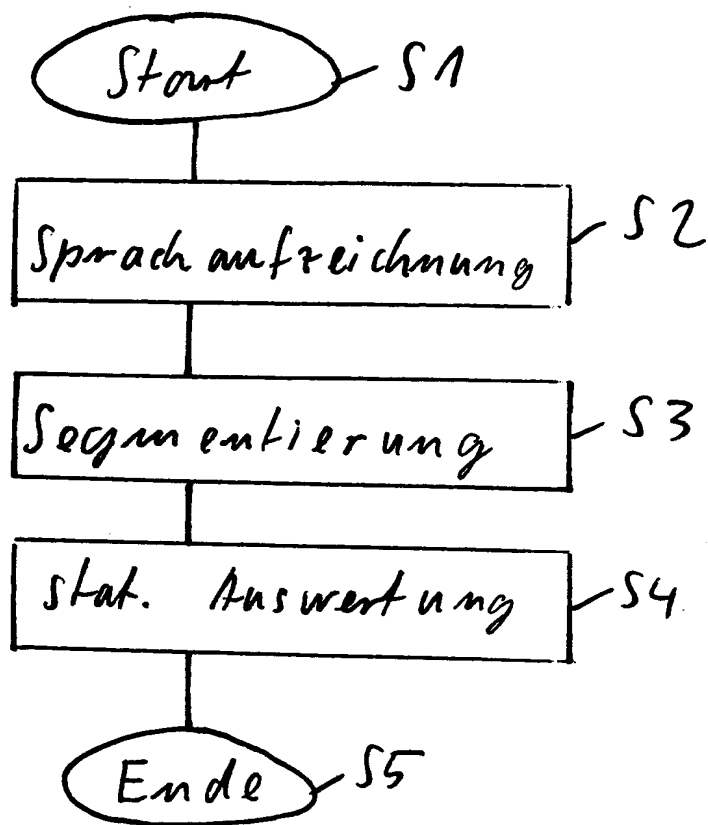 Start S1
Sprachaufzeichnung S2
Segmentierung S3
stat. Auswertung S4
Ende S5